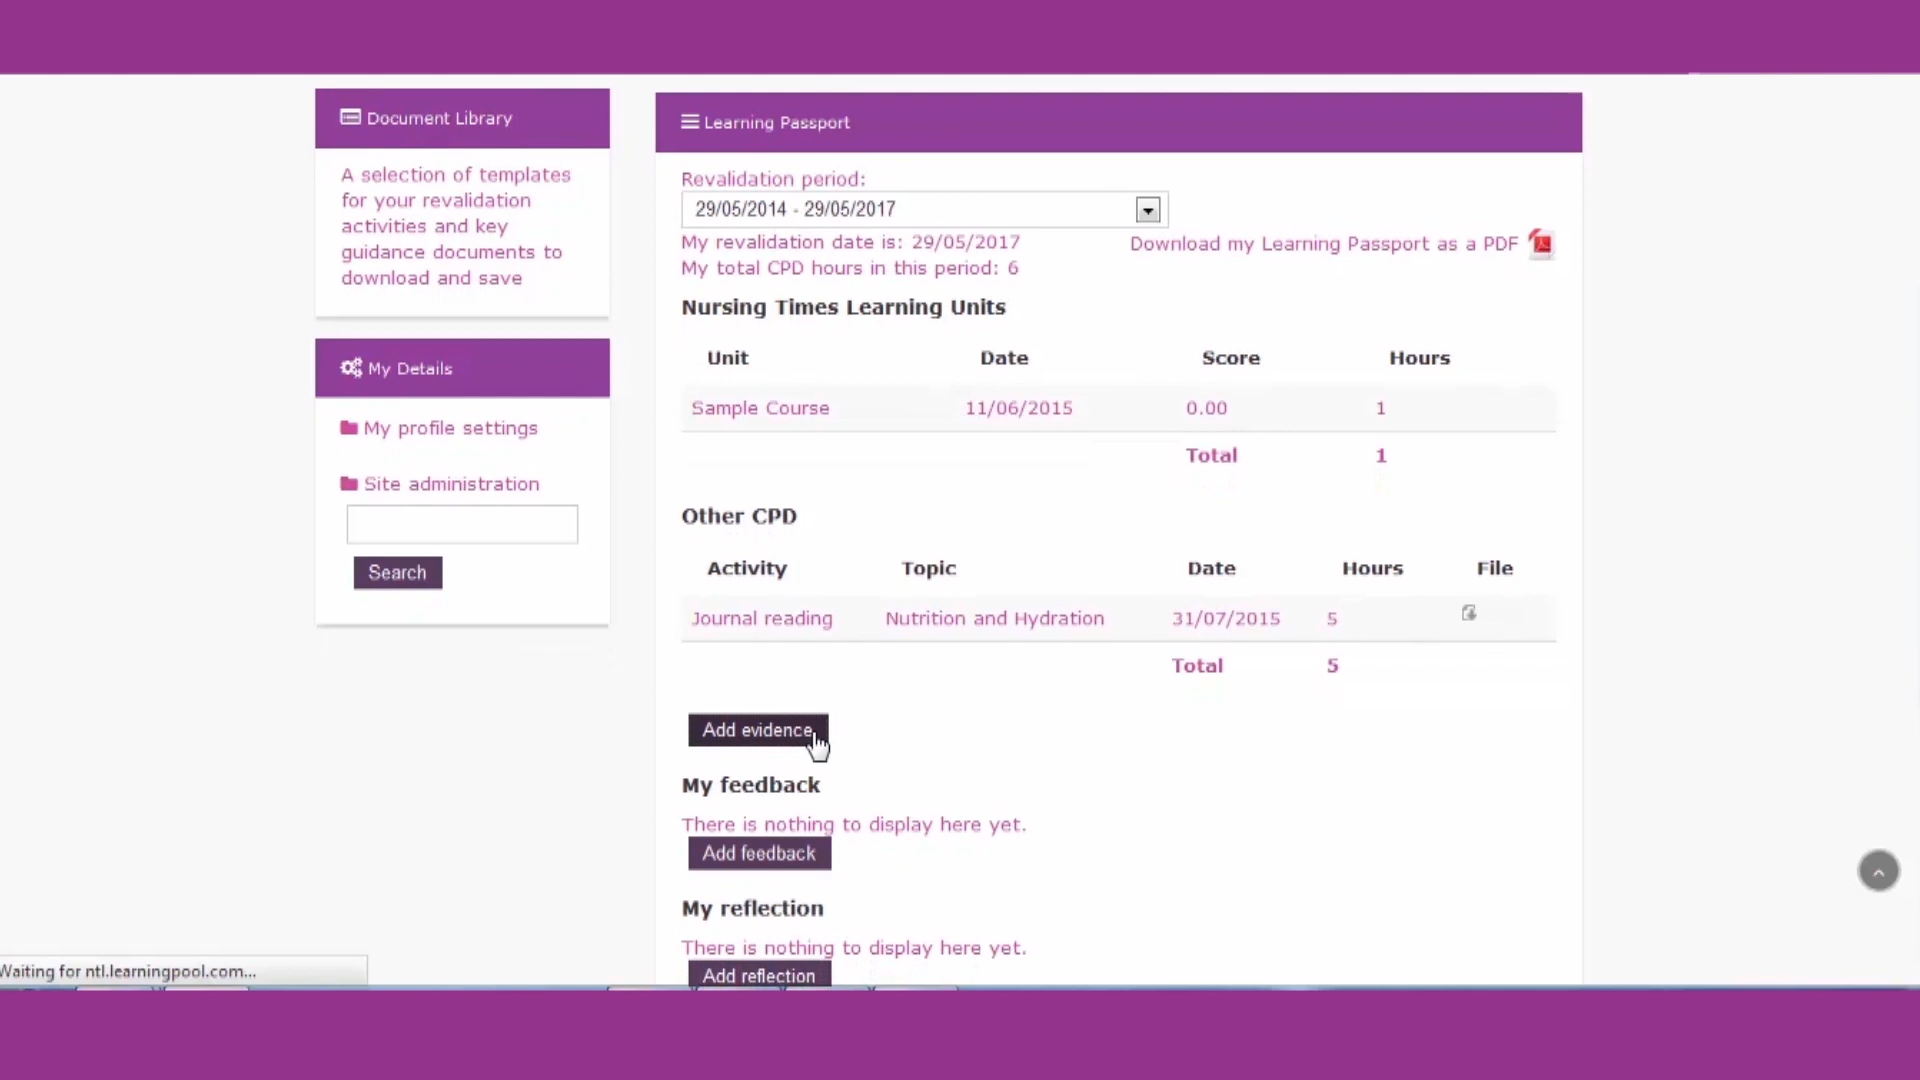 Document Library
A selection of templates
for your revalidation
activities and key
guidance documents to
download and save
My Details
My profile settings
Site administration
Search
Learning Passport
Revalidation period:
29/05/2014 - 29/05/2017
My revalidation date is: 29/05/2017
Download my Learning Passport as a PDF
My total CPD hours in this period: 6
Nursing Times Learning Units
Unit Date Score Hours
Sample Course 11/06/2015 0.00 1
Total 1
Other CPD
Activity Topic Date Hours File
Journal reading Nutrition and Hydration 31/07/2015 5
Total 5
Add evidence
My feedback
There is nothing to display here yet.
Add feedback
My reflection
There is nothing to display here yet.
Add reflection
Waiting for ntl.learningpool.com...